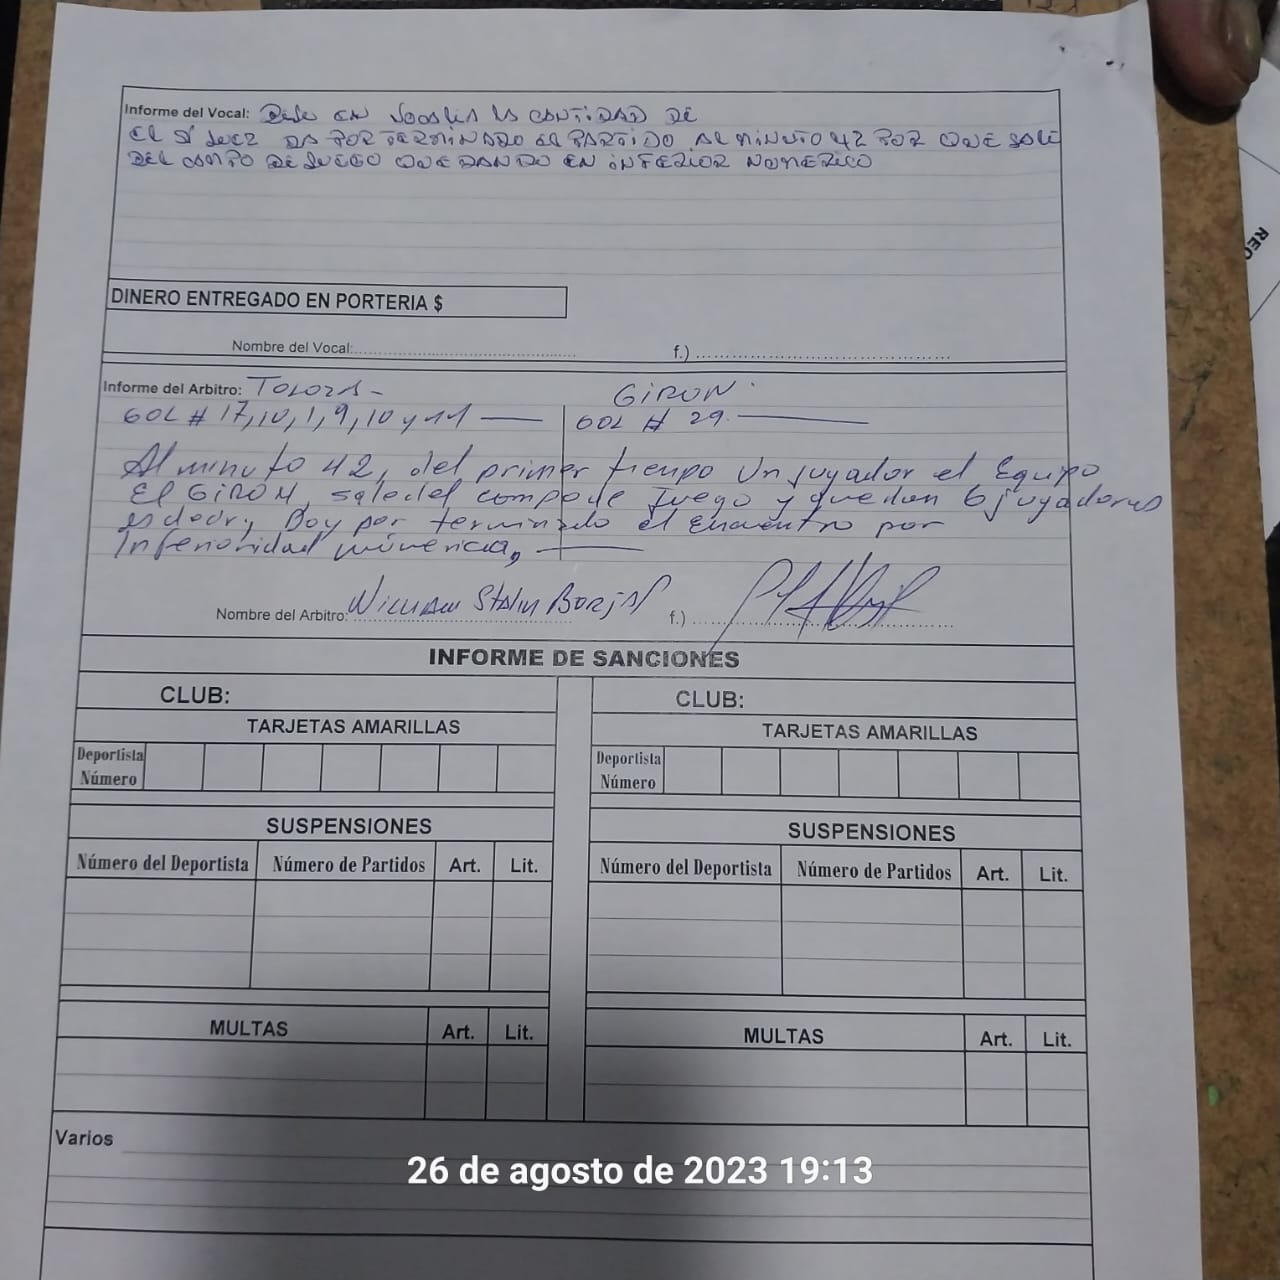 Informe del Vocal: Debe EN VOCALIA LA CANTIDAD DE
EL Sr JUEZ DA POR TERMINADO EL PARTIDO AL MINUTO 42 POR QUE SALE
DEL CAMPO DE JUEGO QUEDANDO EN INFERIOR NUMERICO
DINERO ENTREGADO EN PORTERIA $
Nombre del Vocal: f.)
Informe del Arbitro: TOLOZA - GIRON.
GOL # 17, 10, 1, 9, 10 y 11 GOL # 29.
Al minuto 42, del primer tiempo Un jugador el Equipo
El GIRON, sale del campo de Juego y quedan 6 jugadores
es decir, Doy por terminado el Encuentro por
Inferioridad númerica,
Nombre del Arbitro: William Stalin Borja f.)
INFORME DE SANCIONES
CLUB: CLUB:
TARJETAS AMARILLAS TARJETAS AMARILLAS
Deportista Deportista
Número Número
SUSPENSIONES SUSPENSIONES
Número del Deportista Número de Partidos Art. Lit. Número del Deportista Número de Partidos Art. Lit.
MULTAS Art. Lit. MULTAS Art. Lit.
Varios
26 de agosto de 2023 19:13
REC